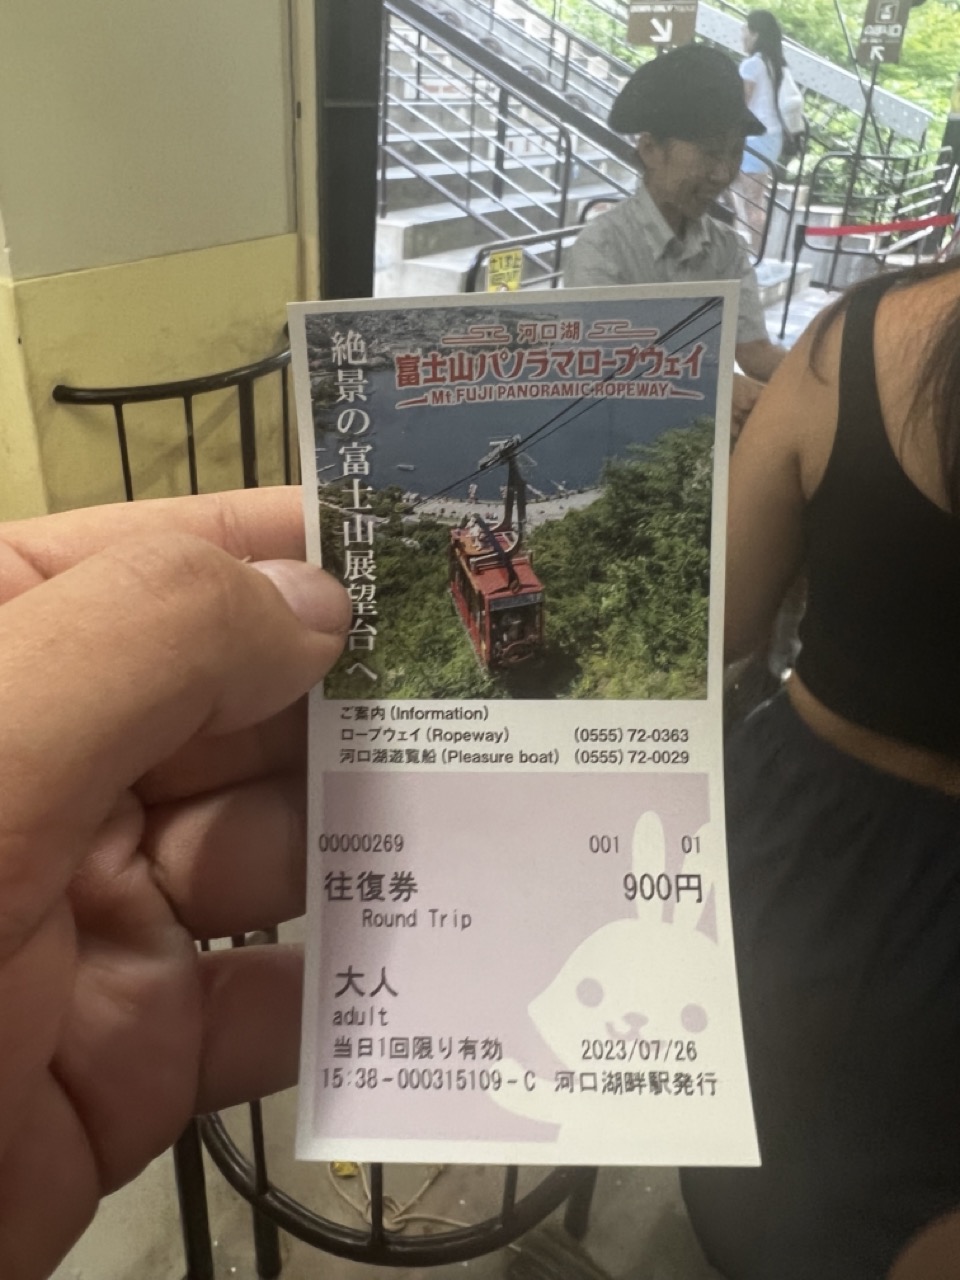 立入禁止
河口湖
富士山パノラマロープウェイ
Mt.FUJI PANORAMIC ROPEWAY
絶景の富士山展望台へ
ご案内 (Information)
ロープウェイ (Ropeway) (0555) 72-0363
河口湖遊覧船 (Pleasure boat) (0555) 72-0029
00000269 001 01
往復券 900円
Round Trip
大人
adult
当日1回限り有効 2023/07/26
15:38-000315109-C 河口湖畔駅発行